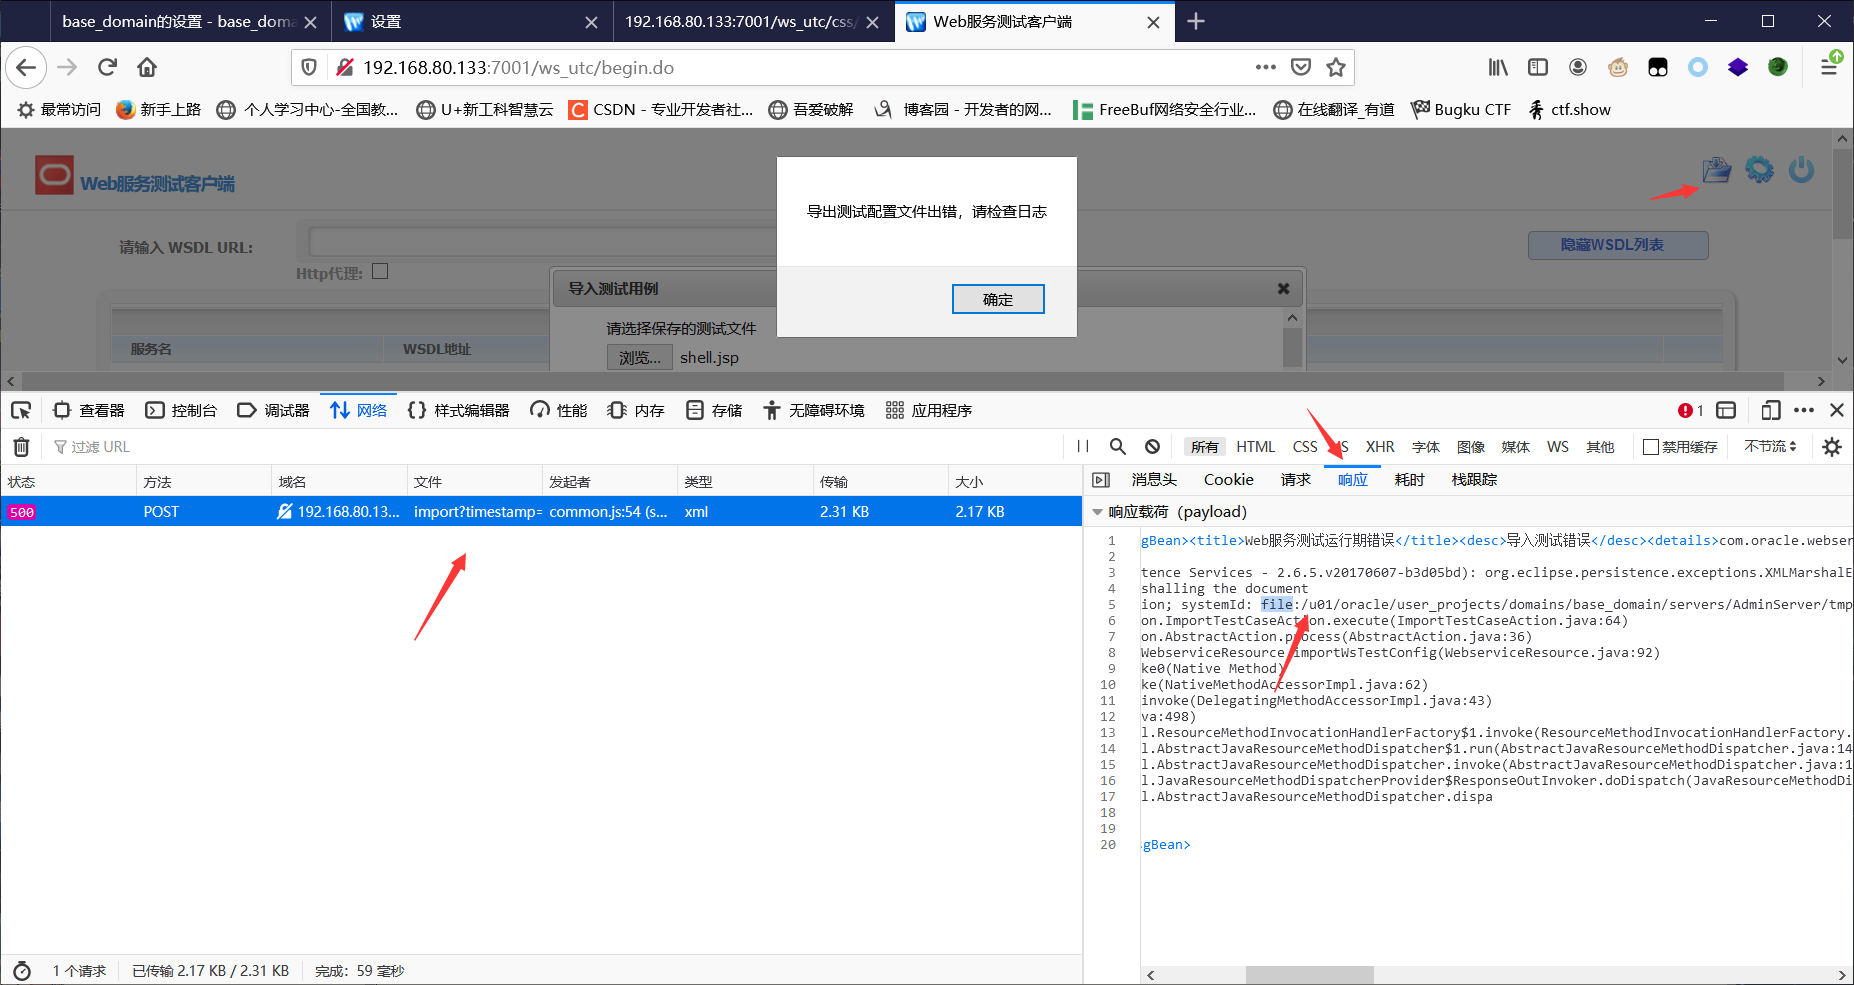 base_domain的设置 - base_doma
设置
192.168.80.133:7001/ws_utc/css/
Web服务测试客户端
192.168.80.133:7001/ws_utc/begin.do
最常访问
新手上路
个人学习中心-全国教...
U+新工科智慧云
CSDN - 专业开发者社...
吾爱破解
博客园 - 开发者的网...
FreeBuf网络安全行业...
在线翻译_有道
Bugku CTF
ctf.show
Web服务测试客户端
导出测试配置文件出错，请检查日志
确定
请输入 WSDL URL:
隐藏WSDL列表
Http代理:
导入测试用例
请选择保存的测试文件
浏览...
shell.jsp
服务名
WSDL地址
查看器
控制台
调试器
网络
样式编辑器
性能
内存
存储
无障碍环境
应用程序
1
过滤 URL
所有
HTML
CSS
XHR
字体
图像
媒体
WS
其他
禁用缓存
不节流
状态
方法
域名
文件
发起者
类型
传输
大小
500
POST
192.168.80.13...
import?timestamp=
common.js:54 (s...
xml
2.31 KB
2.17 KB
消息头
Cookie
请求
响应
耗时
栈跟踪
响应载荷（payload）
1 gBean><title>Web服务测试运行期错误</title><desc>导入测试错误</desc><details>com.oracle.webser
2
3 tence Services - 2.6.5.v20170607-b3d05bd): org.eclipse.persistence.exceptions.XMLMarshalE
4 shalling the document
5 ion; systemId: file:/u01/oracle/user_projects/domains/base_domain/servers/AdminServer/tmp
6 on.ImportTestCaseAction.execute(ImportTestCaseAction.java:64)
7 on.AbstractAction.process(AbstractAction.java:36)
8 WebserviceResource.importWsTestConfig(WebserviceResource.java:92)
9 ke0(Native Method)
10 ke(NativeMethodAccessorImpl.java:62)
11 invoke(DelegatingMethodAccessorImpl.java:43)
12 va:498)
13 l.ResourceMethodInvocationHandlerFactory$1.invoke(ResourceMethodInvocationHandlerFactory.
14 l.AbstractJavaResourceMethodDispatcher$1.run(AbstractJavaResourceMethodDispatcher.java:14
15 l.AbstractJavaResourceMethodDispatcher.invoke(AbstractJavaResourceMethodDispatcher.java:1
16 l.JavaResourceMethodDispatcherProvider$ResponseOutInvoker.doDispatch(JavaResourceMethodDi
17 l.AbstractJavaResourceMethodDispatcher.dispa
18
19
20 gBean>
1 个请求
已传输 2.17 KB / 2.31 KB
完成：59 毫秒